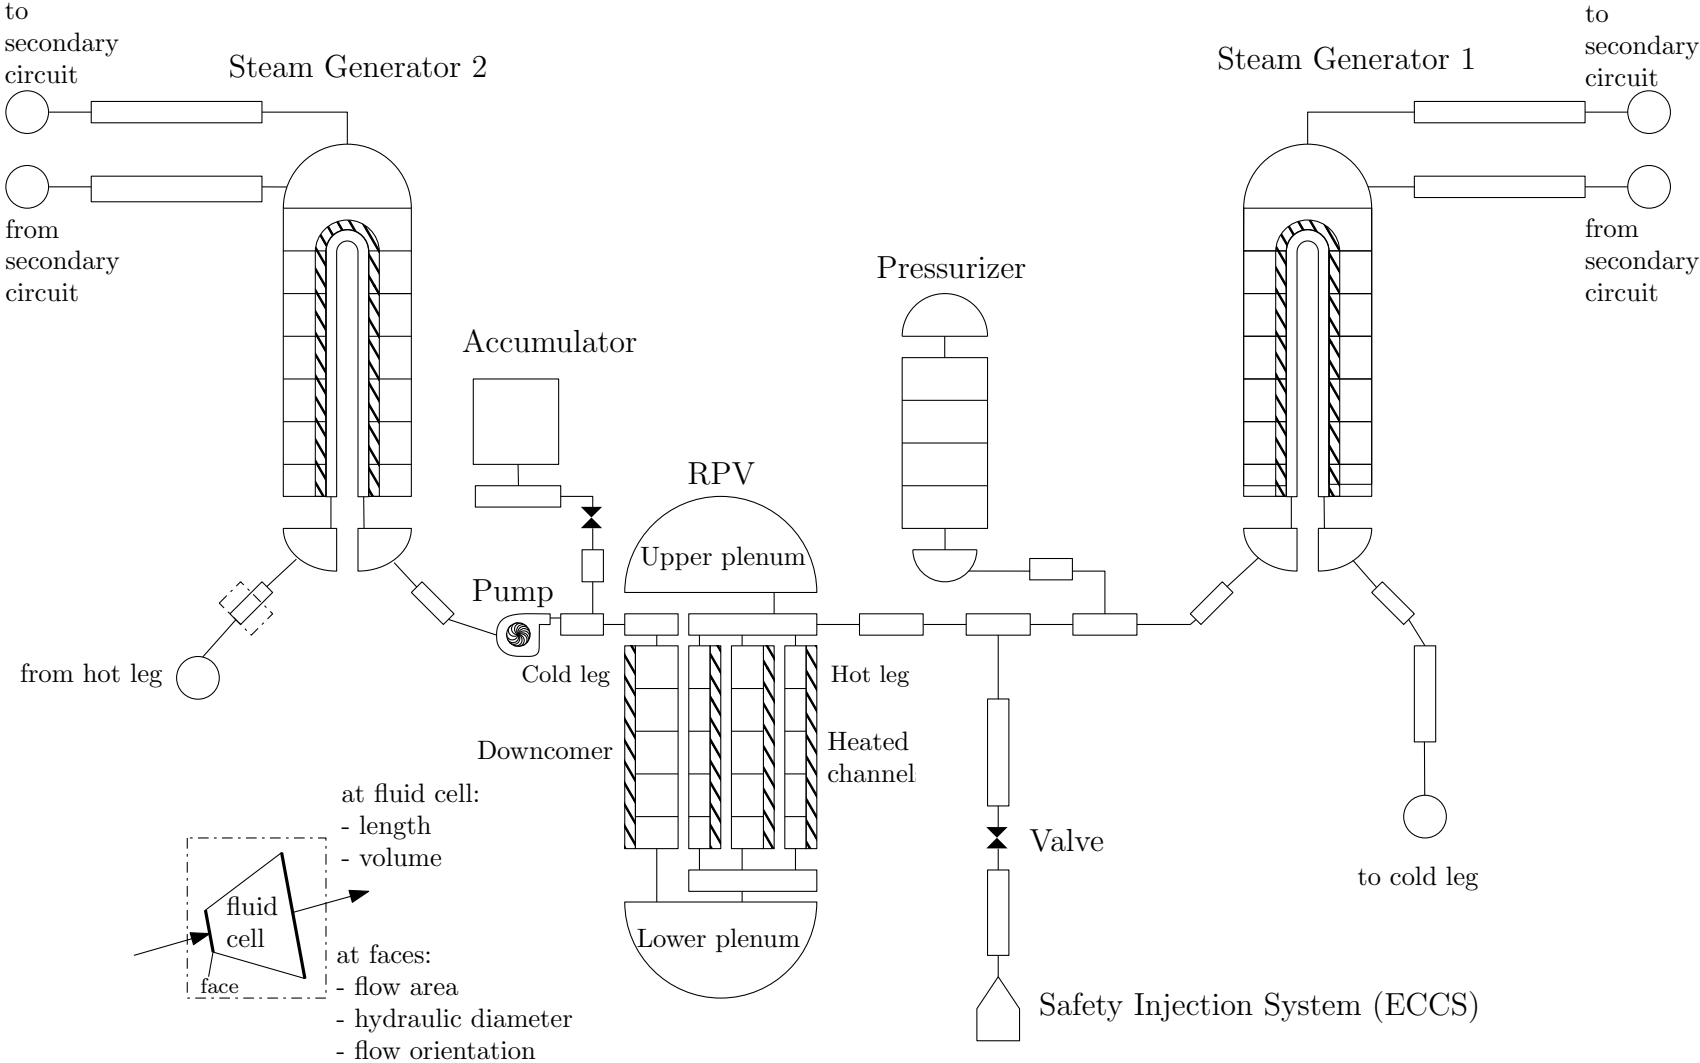 to
secondary
circuit
Steam Generator 2
Steam Generator 1
to
secondary
circuit
from
secondary
circuit
from
secondary
circuit
Pressurizer
Accumulator
RPV
Upper plenum
Pump
from hot leg
Cold leg
Hot leg
Downcomer
Heated
channel
at fluid cell:
- length
- volume
Valve
to cold leg
fluid
cell
face
Lower plenum
at faces:
- flow area
- hydraulic diameter
- flow orientation
Safety Injection System (ECCS)